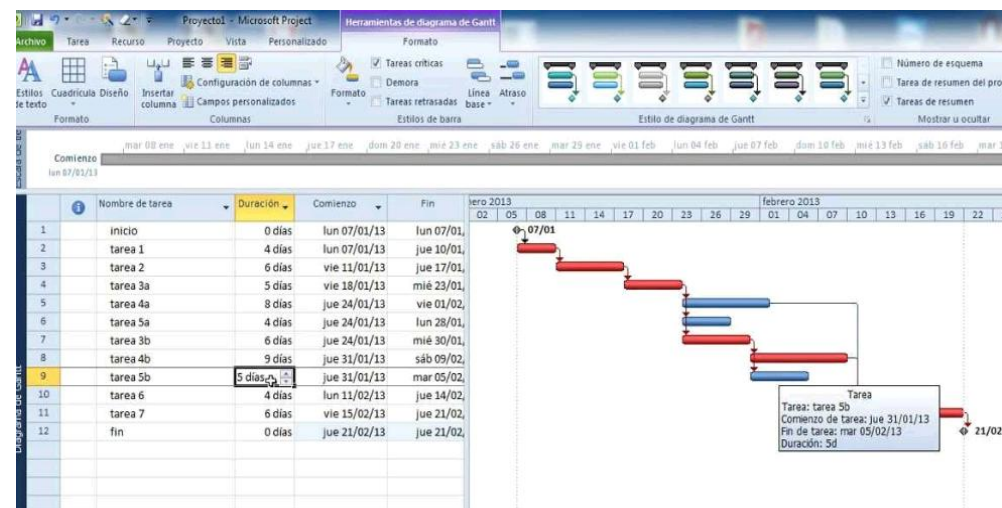 Proyecto1 - Microsoft Project
Herramientas de diagrama de Gantt
Archivo Tarea Recurso Proyecto Vista Personalizado Formato
Estilos de texto
Cuadrícula
Diseño
Insertar columna
Configuración de columnas
Campos personalizados
Formato
Tareas críticas
Demora
Tareas retrasadas
Línea base
Atraso
Número de esquema
Tarea de resumen del pro
Tareas de resumen
Formato Columnas Estilos de barra Estilo de diagrama de Gantt Mostrar u ocultar
mar 08 ene vie 11 ene lun 14 ene jue 17 ene dom 20 ene mié 23 ene sáb 26 ene mar 29 ene vie 01 feb lun 04 feb jue 07 feb dom 10 feb mié 13 feb sáb 16 feb mar 1
Comienzo
lun 07/01/13
Nombre de tarea Duración Comienzo Fin
nero 2013 febrero 2013
02 05 08 11 14 17 20 23 26 29 01 04 07 10 13 16 19 22
1 inicio 0 días lun 07/01/13 lun 07/01, 07/01
2 tarea 1 4 días lun 07/01/13 jue 10/01,
3 tarea 2 6 días vie 11/01/13 jue 17/01,
4 tarea 3a 5 días vie 18/01/13 mié 23/01,
5 tarea 4a 8 días jue 24/01/13 vie 01/02,
6 tarea 5a 4 días jue 24/01/13 lun 28/01,
7 tarea 3b 6 días jue 24/01/13 mié 30/01,
8 tarea 4b 9 días jue 31/01/13 sáb 09/02,
9 tarea 5b 5 días jue 31/01/13 mar 05/02,
10 tarea 6 4 días lun 11/02/13 jue 14/02,
11 tarea 7 6 días vie 15/02/13 jue 21/02,
12 fin 0 días jue 21/02/13 jue 21/02, 21/02
Tarea
Tarea: tarea 5b
Comienzo de tarea: jue 31/01/13
Fin de tarea: mar 05/02/13
Duración: 5d
Diagrama de Gantt